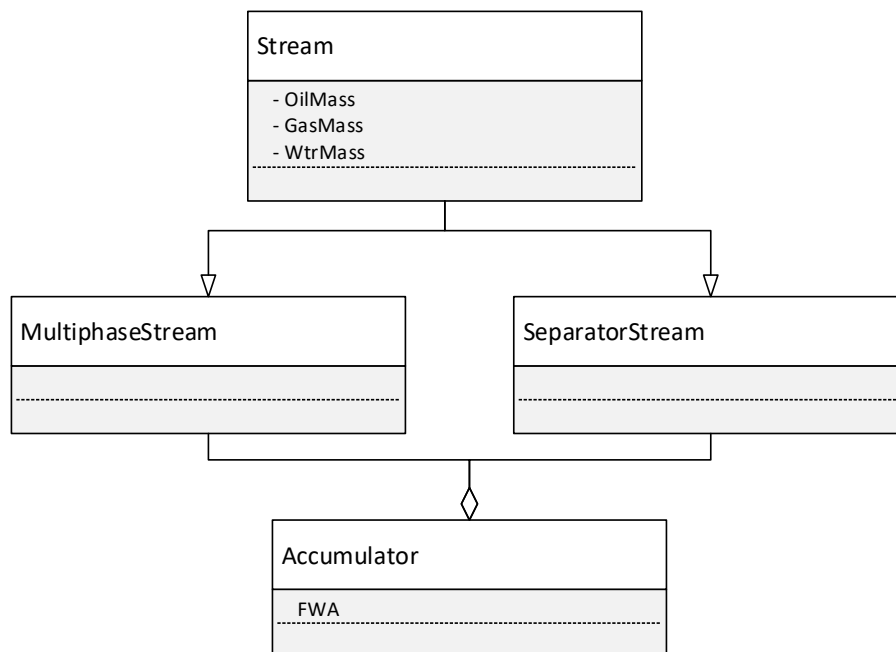 Stream
- OilMass
- GasMass
- WtrMass
MultiphaseStream
SeparatorStream
Accumulator
FWA